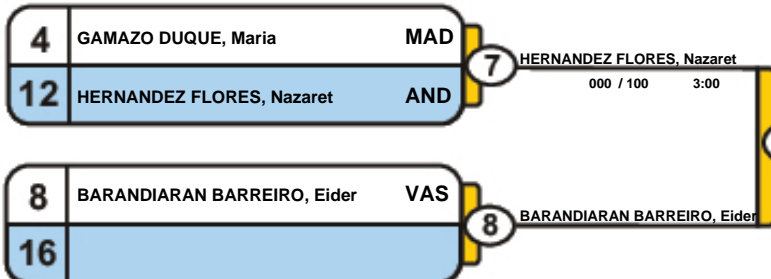 4 GAMAZO DUQUE, Maria MAD
12 HERNANDEZ FLORES, Nazaret AND
7 HERNANDEZ FLORES, Nazaret
000 / 100 3:00
8 BARANDIARAN BARREIRO, Eider VAS
16
8 BARANDIARAN BARREIRO, Eider